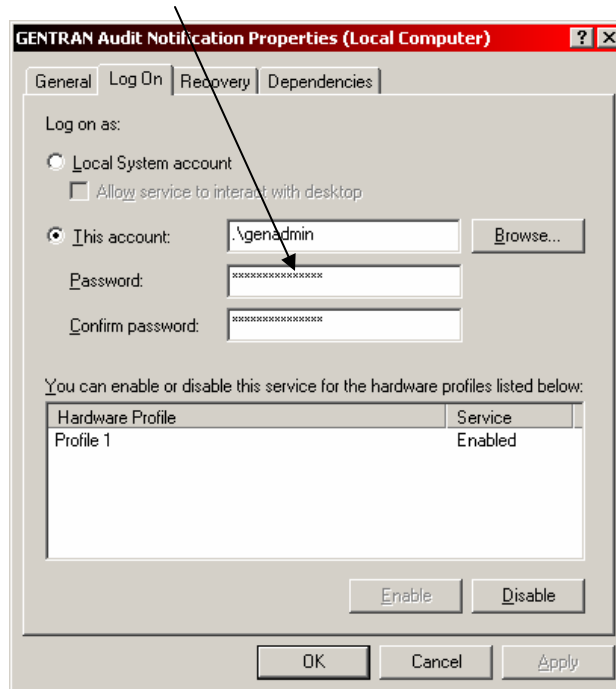 GENTRAN Audit Notification Properties (Local Computer) ? X
General Log On Recovery Dependencies
Log on as:
Local System account
Allow service to interact with desktop
This account: .\genadmin Browse...
Password: ***************
Confirm password: ***************
You can enable or disable this service for the hardware profiles listed below:
Hardware Profile Service
Profile 1 Enabled
Enable Disable
OK Cancel Apply